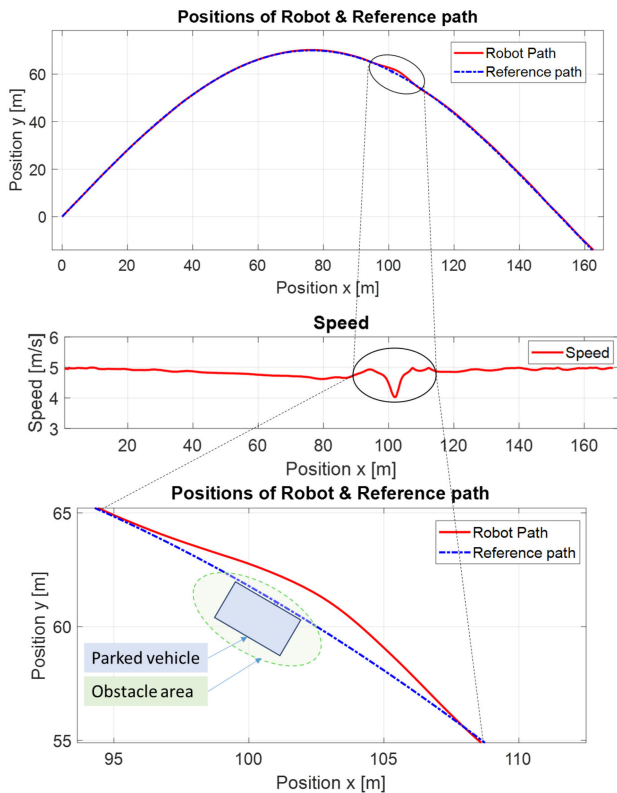 Positions of Robot & Reference path
Position y [m]
60
40
20
0
Robot Path
Reference path
0 20 40 60 80 100 120 140 160
Position x [m]
Speed
Speed [m/s]
6
5
4
3
Speed
0 20 40 60 80 100 120 140 160
Position x [m]
Positions of Robot & Reference path
Position y [m]
65
60
55
Robot Path
Reference path
Parked vehicle
Obstacle area
95 100 105 110
Position x [m]